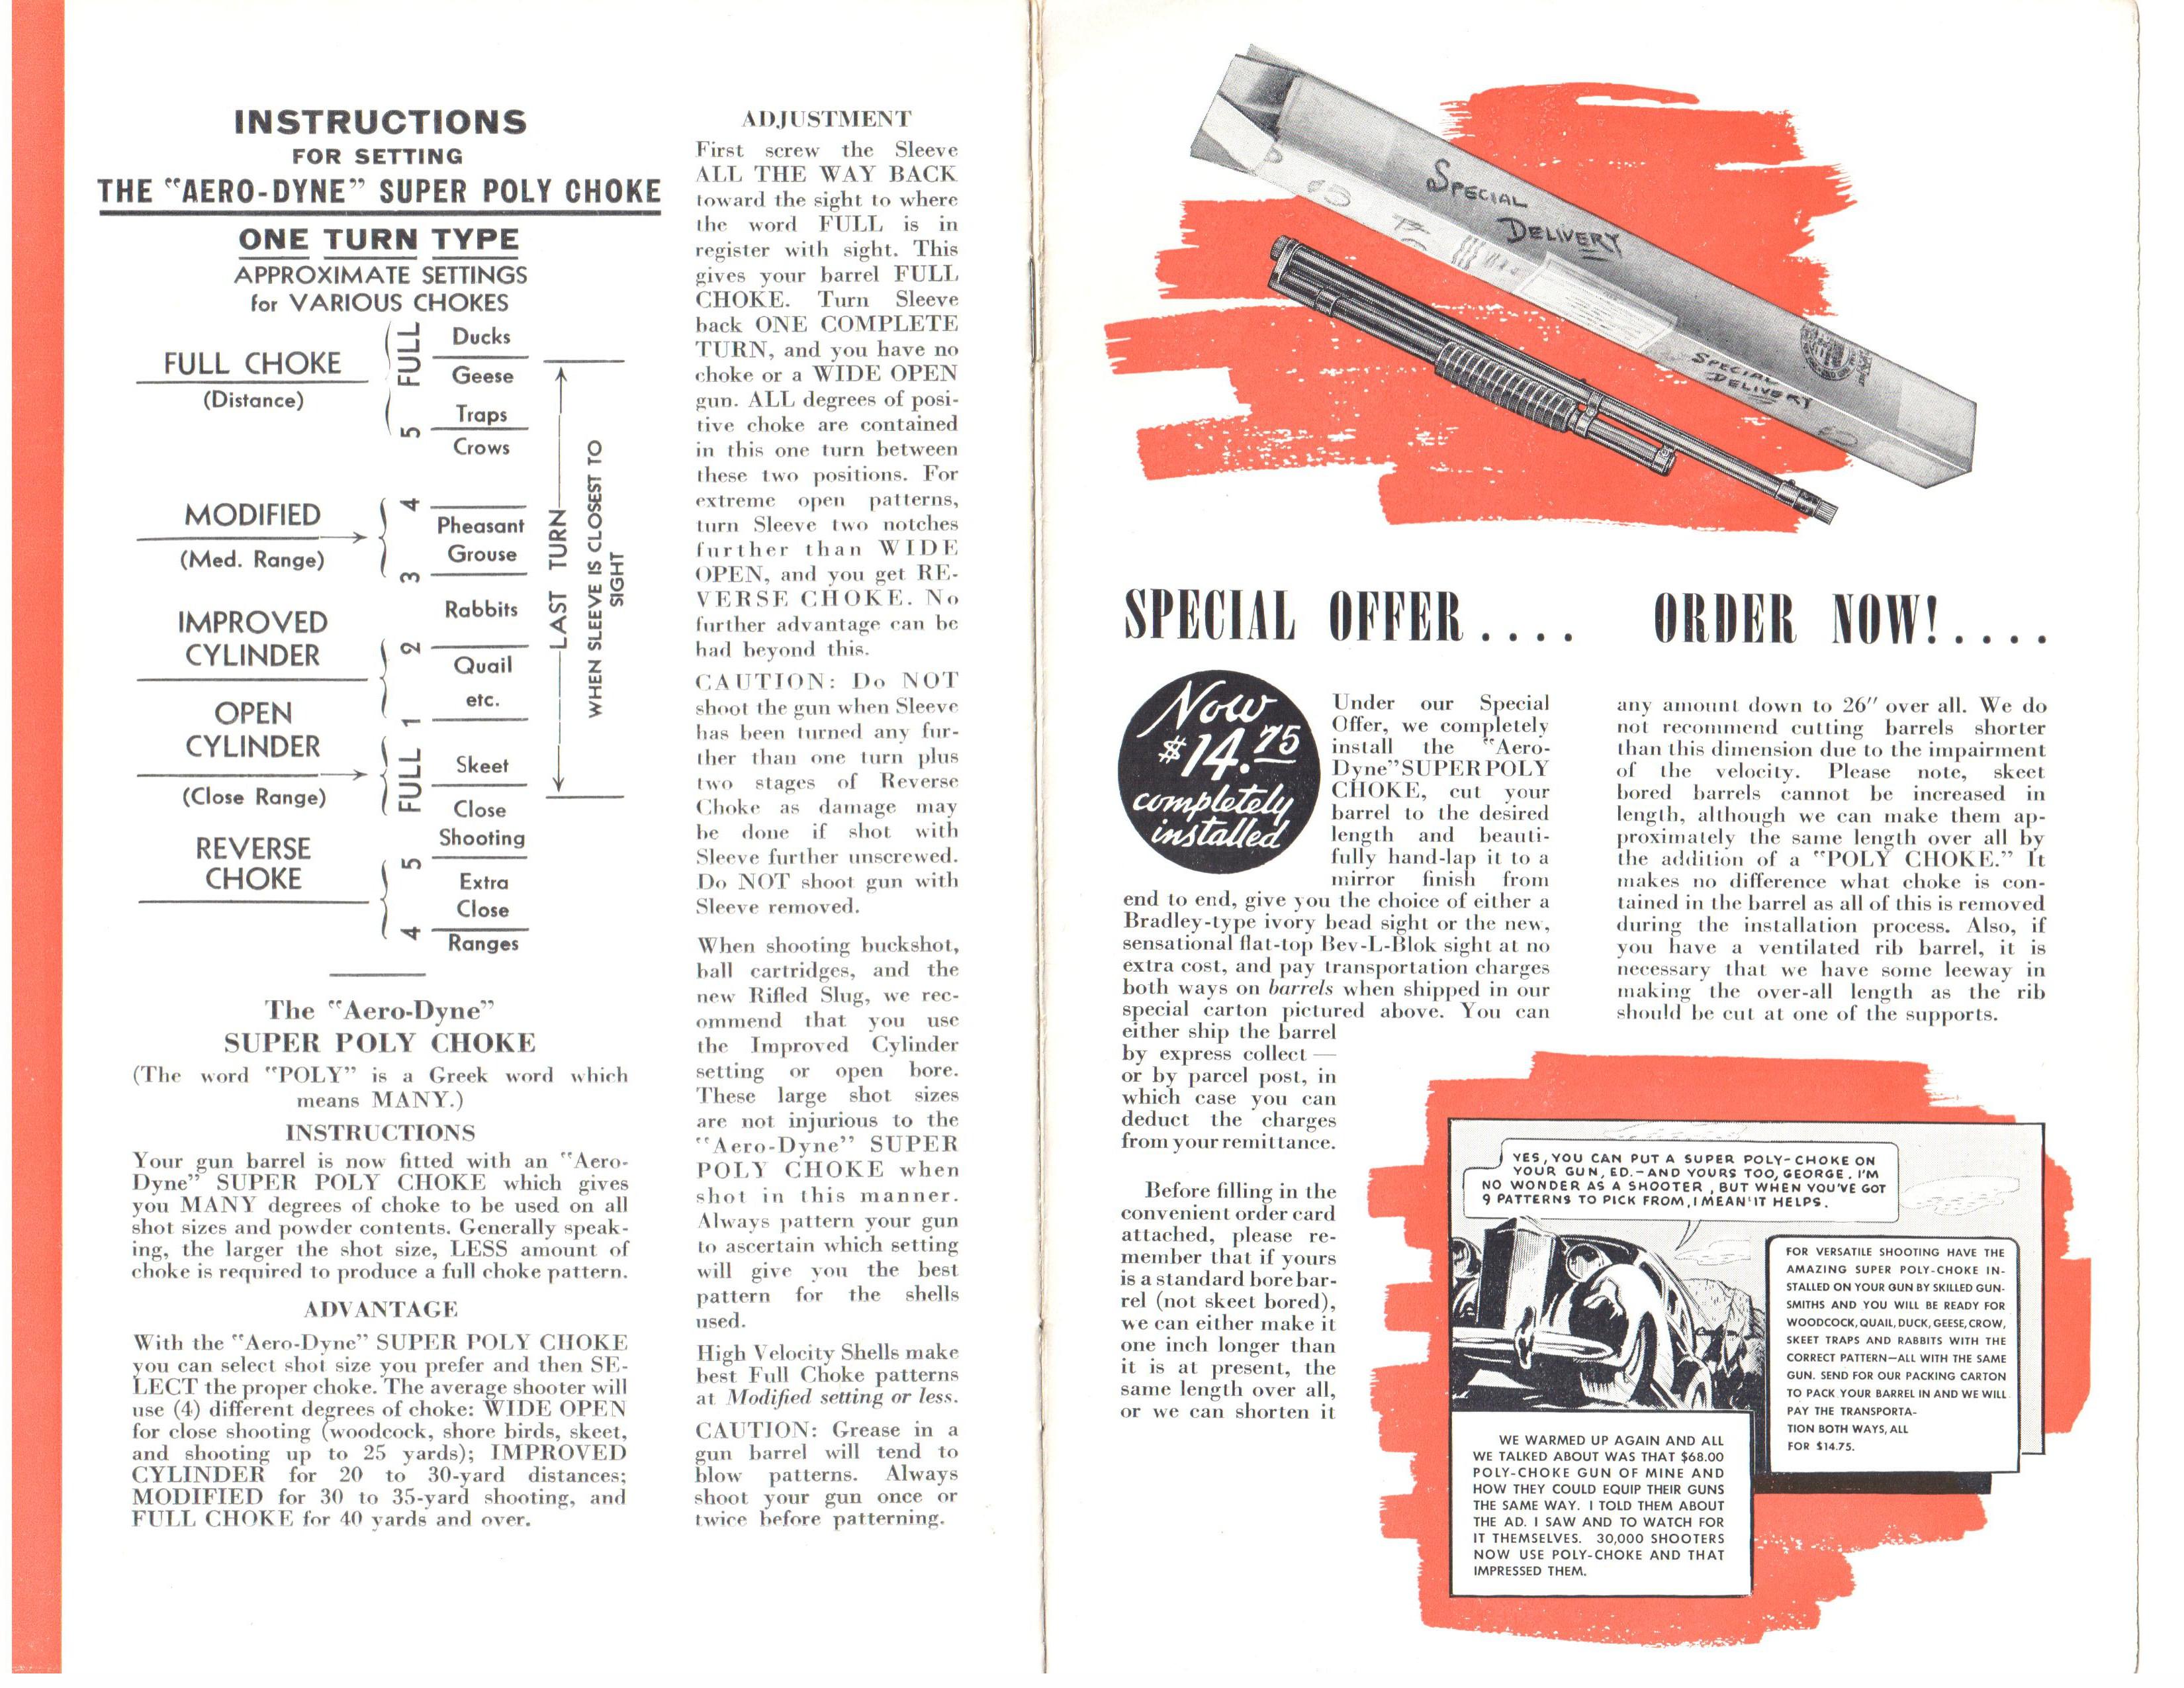 INSTRUCTIONS
FOR SETTING
THE "AERO-DYNE" SUPER POLY CHOKE
ONE TURN TYPE
APPROXIMATE SETTINGS
for VARIOUS CHOKES
FULL CHOKE
(Distance)
MODIFIED
(Med. Range)
IMPROVED
CYLINDER
OPEN
CYLINDER
(Close Range)
REVERSE
CHOKE
FULL
5
4
3
2
1
FULL
5
4
Ducks
Geese
Traps
Crows
Pheasant
Grouse
Rabbits
Quail
etc.
Skeet
Close
Shooting
Extra
Close
Ranges
LAST TURN
WHEN SLEEVE IS CLOSEST TO
SIGHT
The "Aero-Dyne"
SUPER POLY CHOKE
(The word "POLY" is a Greek word which
means MANY.)
INSTRUCTIONS
Your gun barrel is now fitted with an "Aero-
Dyne" SUPER POLY CHOKE which gives
you MANY degrees of choke to be used on all
shot sizes and powder contents. Generally speak-
ing, the larger the shot size, LESS amount of
choke is required to produce a full choke pattern.
ADVANTAGE
With the "Aero-Dyne" SUPER POLY CHOKE
you can select shot size you prefer and then SE-
LECT the proper choke. The average shooter will
use (4) different degrees of choke: WIDE OPEN
for close shooting (woodcock, shore birds, skeet,
and shooting up to 25 yards); IMPROVED
CYLINDER for 20 to 30-yard distances;
MODIFIED for 30 to 35-yard shooting, and
FULL CHOKE for 40 yards and over.
ADJUSTMENT
First screw the Sleeve
ALL THE WAY BACK
toward the sight to where
the word FULL is in
register with sight. This
gives your barrel FULL
CHOKE. Turn Sleeve
back ONE COMPLETE
TURN, and you have no
choke or a WIDE OPEN
gun. ALL degrees of posi-
tive choke are contained
in this one turn between
these two positions. For
extreme open patterns,
turn Sleeve two notches
further than WIDE
OPEN, and you get RE-
VERSE CHOKE. No
further advantage can be
had beyond this.
CAUTION: Do NOT
shoot the gun when Sleeve
has been turned any fur-
ther than one turn plus
two stages of Reverse
Choke as damage may
be done if shot with
Sleeve further unscrewed.
Do NOT shoot gun with
Sleeve removed.
When shooting buckshot,
ball cartridges, and the
new Rifled Slug, we rec-
ommend that you use
the Improved Cylinder
setting or open bore.
These large shot sizes
are not injurious to the
"Aero-Dyne" SUPER
POLY CHOKE when
shot in this manner.
Always pattern your gun
to ascertain which setting
will give you the best
pattern for the shells
used.
High Velocity Shells make
best Full Choke patterns
at Modified setting or less.
CAUTION: Grease in a
gun barrel will tend to
blow patterns. Always
shoot your gun once or
twice before patterning.
SPECIAL
DELIVERY
SPECIAL
DELIVERY
SPECIAL OFFER.... ORDER NOW!.....
Now
$14.75
completely
installed
Under our Special
Offer, we completely
install the "Aero-
Dyne" SUPER POLY
CHOKE, cut your
barrel to the desired
length and beauti-
fully hand-lap it to a
mirror finish from
end to end, give you the choice of either a
Bradley-type ivory bead sight or the new,
sensational flat-top Bev-L-Blok sight at no
extra cost, and pay transportation charges
both ways on barrels when shipped in our
special carton pictured above. You can
either ship the barrel
by express collect —
or by parcel post, in
which case you can
deduct the charges
from your remittance.
Before filling in the
convenient order card
attached, please re-
member that if yours
is a standard bore bar-
rel (not skeet bored),
we can either make it
one inch longer than
it is at present, the
same length over all,
or we can shorten it
any amount down to 26" over all. We do
not recommend cutting barrels shorter
than this dimension due to the impairment
of the velocity. Please note, skeet
bored barrels cannot be increased in
length, although we can make them ap-
proximately the same length over all by
the addition of a "POLY CHOKE." It
makes no difference what choke is con-
tained in the barrel as all of this is removed
during the installation process. Also, if
you have a ventilated rib barrel, it is
necessary that we have some leeway in
making the over-all length as the rib
should be cut at one of the supports.
YES, YOU CAN PUT A SUPER POLY-CHOKE ON
YOUR GUN, ED.-AND YOURS TOO, GEORGE. I'M
NO WONDER AS A SHOOTER, BUT WHEN YOU'VE GOT
9 PATTERNS TO PICK FROM, I MEAN IT HELPS.
FOR VERSATILE SHOOTING HAVE THE
AMAZING SUPER POLY-CHOKE IN-
STALLED ON YOUR GUN BY SKILLED GUN-
SMITHS AND YOU WILL BE READY FOR
WOODCOCK, QUAIL, DUCK, GEESE, CROW,
SKEET TRAPS AND RABBITS WITH THE
CORRECT PATTERN—ALL WITH THE SAME
GUN. SEND FOR OUR PACKING CARTON
TO PACK YOUR BARREL IN AND WE WILL
PAY THE TRANSPORTA-
TION BOTH WAYS, ALL
FOR $14.75.
WE WARMED UP AGAIN AND ALL
WE TALKED ABOUT WAS THAT $68.00
POLY-CHOKE GUN OF MINE AND
HOW THEY COULD EQUIP THEIR GUNS
THE SAME WAY. I TOLD THEM ABOUT
THE AD. I SAW AND TO WATCH FOR
IT THEMSELVES. 30,000 SHOOTERS
NOW USE POLY-CHOKE AND THAT
IMPRESSED THEM.